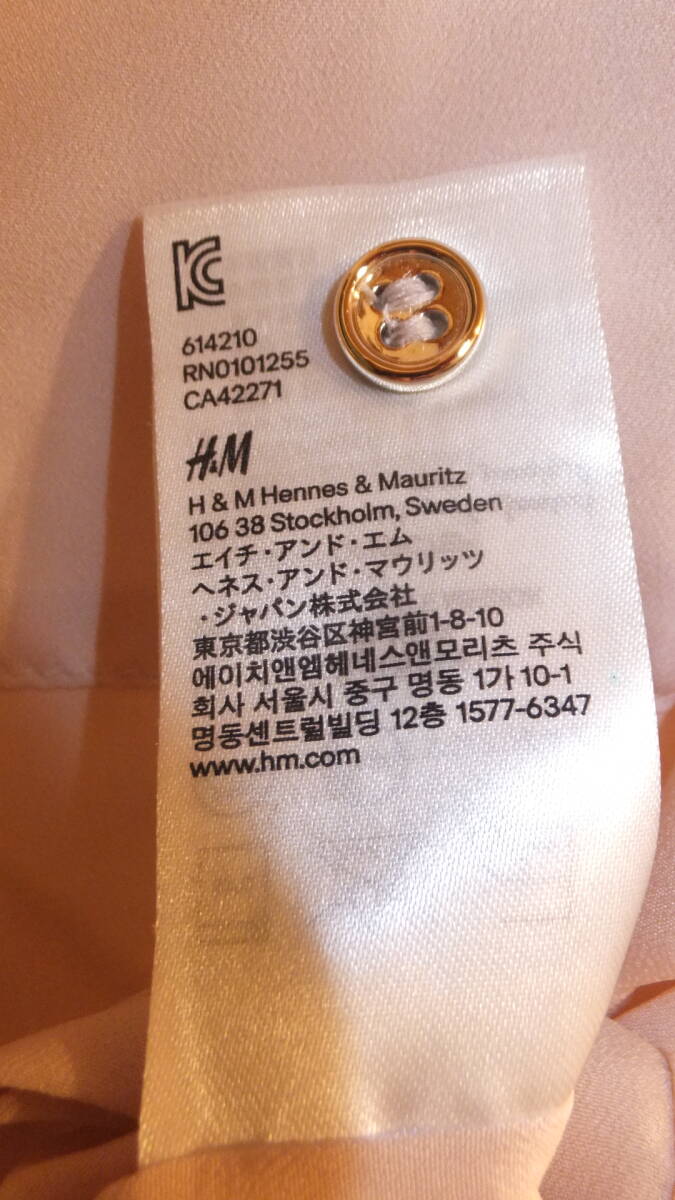 KC
614210
RN0101255
CA42271
H&M
H & M Hennes & Mauritz
106 38 Stockholm, Sweden
エイチ・アンド・エム
ヘネス・アンド・マウリッツ
・ジャパン株式会社
東京都渋谷区神宮前1-8-10
에이치앤엠헤네스앤모리츠 주식
회사 서울시 중구 명동 1가 10-1
명동센트럴빌딩 12층 1577-6347
www.hm.com